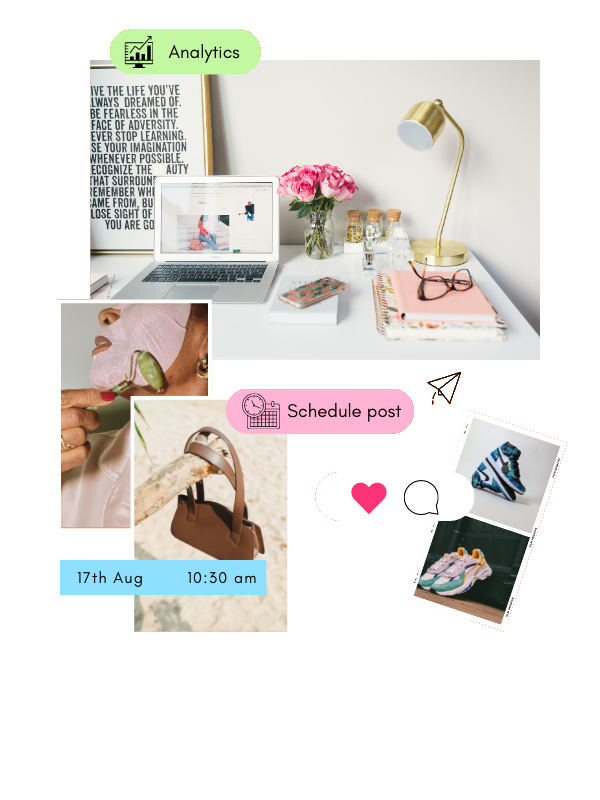 Analytics
IVE THE LIFE YOU'VE
LWAYS DREAMED OF.
BE FEARLESS IN THE
FACE OF ADVERSITY.
EVER STOP LEARNING.
SE YOUR IMAGINATION
WHENEVER POSSIBLE.
ECOGNIZE THE AUTY
THAT SURROUN
REMEMBER WH
AME FROM, BU
LOSE SIGHT OF
YOU ARE GO
Schedule post
17th Aug 10:30 am